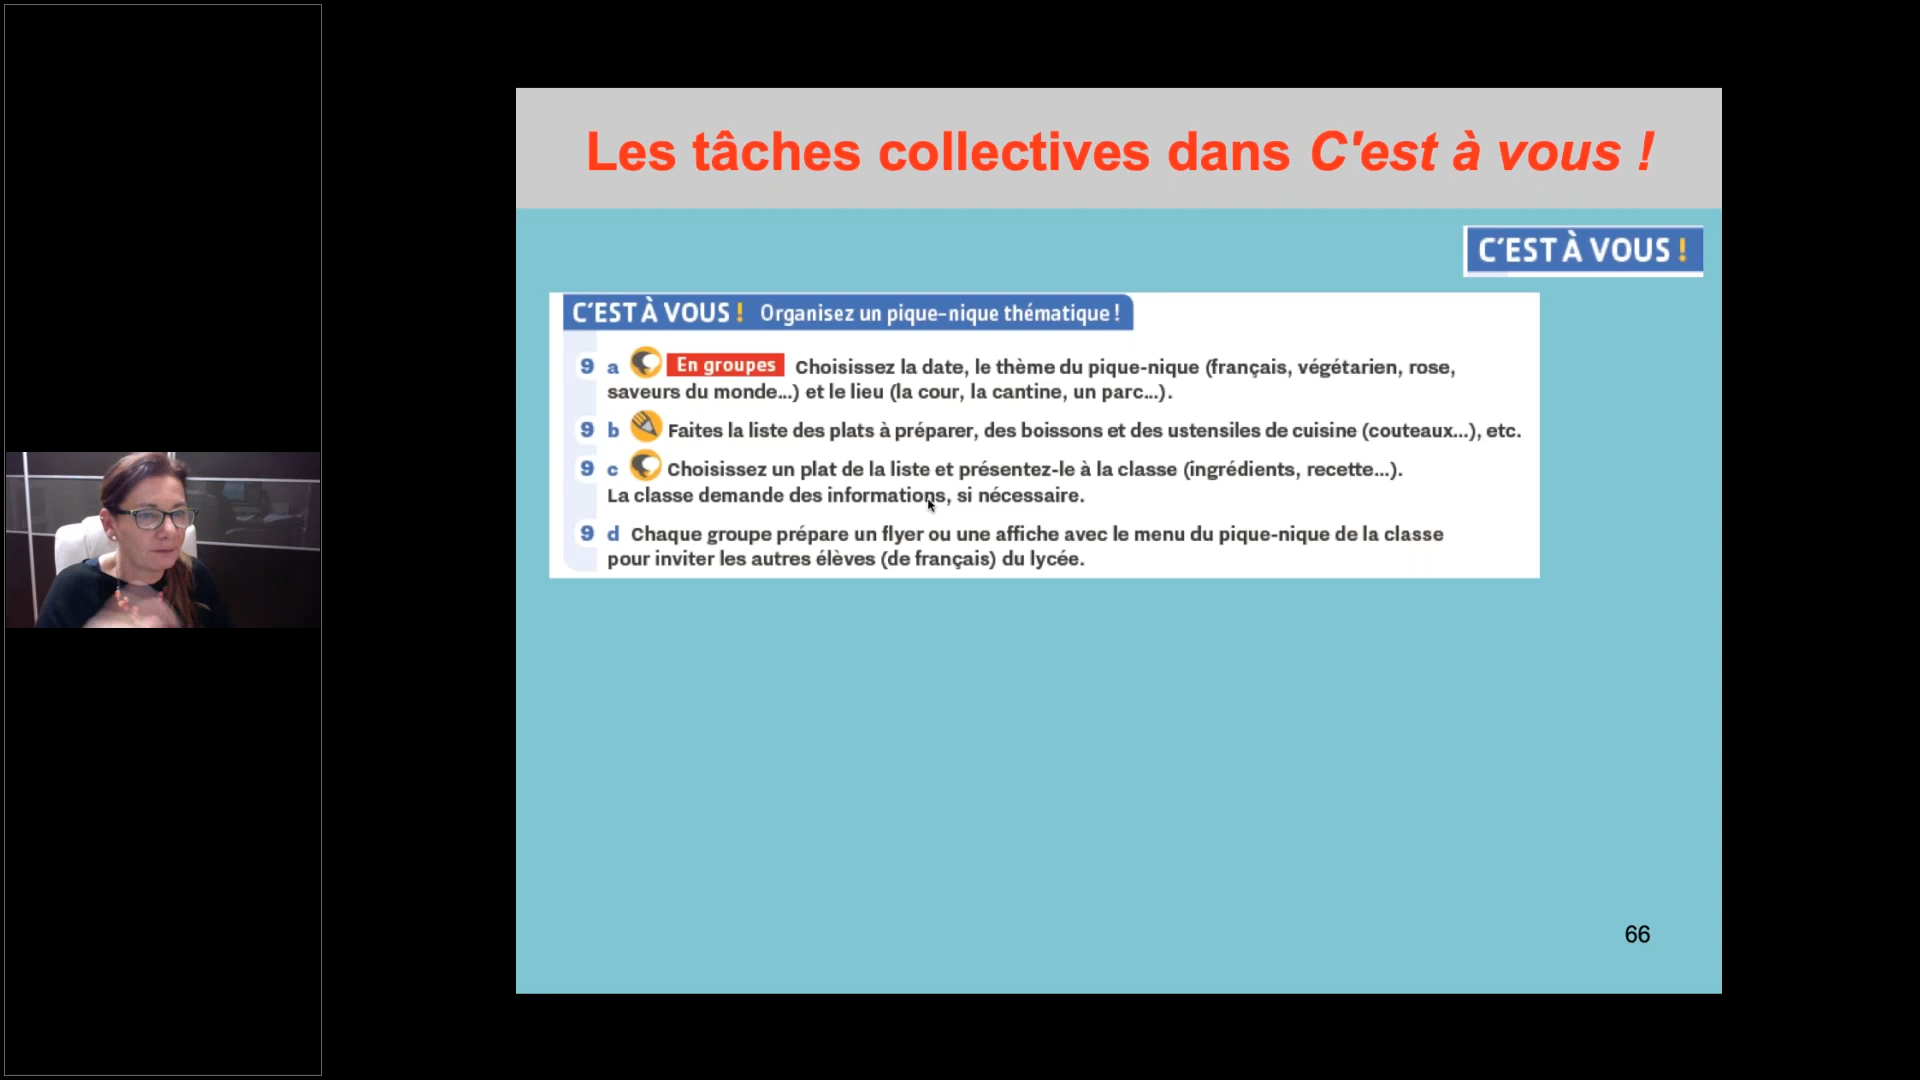 Les tâches collectives dans C'est à vous !
C'EST À VOUS !
C'EST À VOUS ! Organisez un pique-nique thématique !
9 a En groupes Choisissez la date, le thème du pique-nique (français, végétarien, rose,
saveurs du monde...) et le lieu (la cour, la cantine, un parc...).
9 b Faites la liste des plats à préparer, des boissons et des ustensiles de cuisine (couteaux...), etc.
9 c Choisissez un plat de la liste et présentez-le à la classe (ingrédients, recette...).
La classe demande des informations, si nécessaire.
9 d Chaque groupe prépare un flyer ou une affiche avec le menu du pique-nique de la classe
pour inviter les autres élèves (de français) du lycée.
66